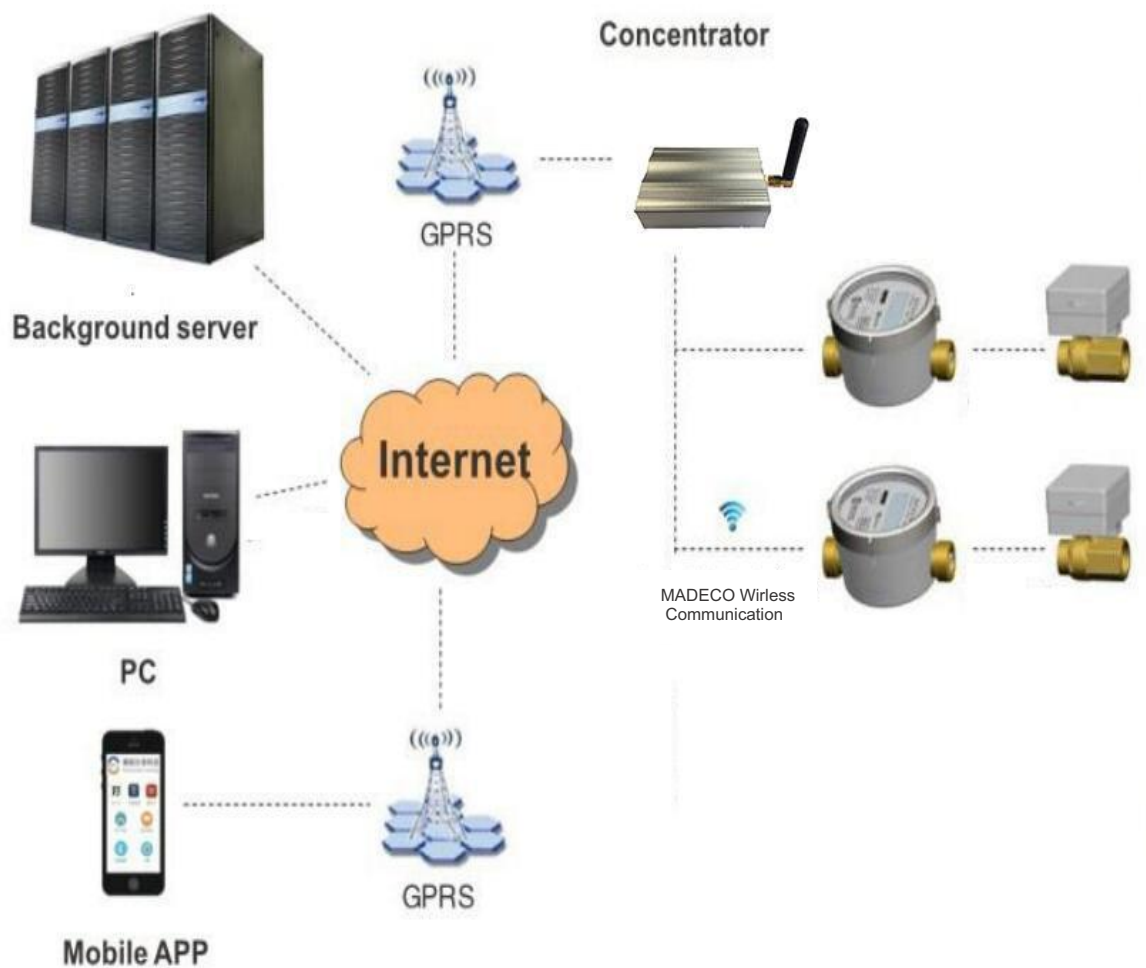 Concentrator
GPRS
Background server
Internet
MADECO Wirless
Communication
PC
GPRS
Mobile APP